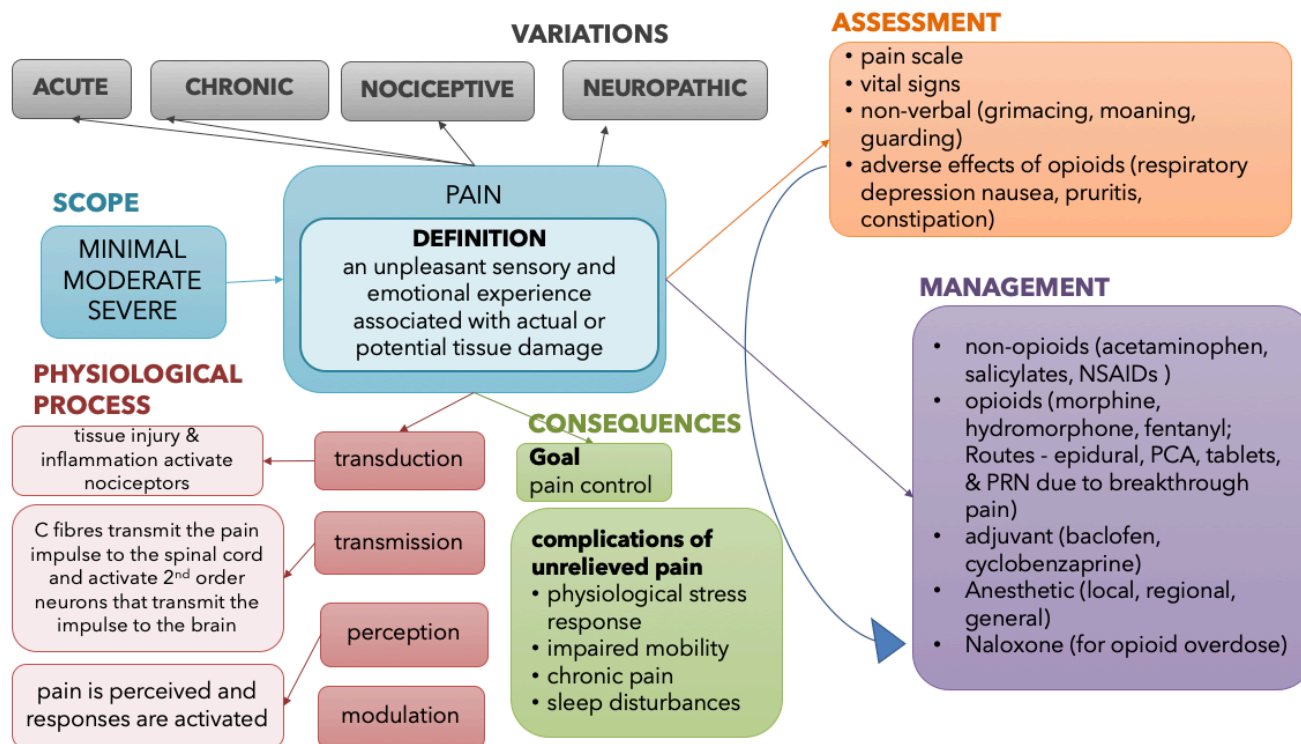 VARIATIONS
ACUTE
CHRONIC
NOCICEPTIVE
NEUROPATHIC
SCOPE
MINIMAL
MODERATE
SEVERE
PAIN
DEFINITION
an unpleasant sensory and
emotional experience
associated with actual or
potential tissue damage
ASSESSMENT
• pain scale
• vital signs
• non-verbal (grimacing, moaning,
guarding)
• adverse effects of opioids (respiratory
depression nausea, pruritis,
constipation)
MANAGEMENT
• non-opioids (acetaminophen,
salicylates, NSAIDs )
• opioids (morphine,
hydromorphone, fentanyl;
Routes - epidural, PCA, tablets,
& PRN due to breakthrough
pain)
• adjuvant (baclofen,
cyclobenzaprine)
• Anesthetic (local, regional,
general)
• Naloxone (for opioid overdose)
PHYSIOLOGICAL
PROCESS
transduction
tissue injury &
inflammation activate
nociceptors
transmission
C fibres transmit the pain
impulse to the spinal cord
and activate 2nd order
neurons that transmit the
impulse to the brain
perception
pain is perceived and
responses are activated
modulation
CONSEQUENCES
Goal
pain control
complications of
unrelieved pain
• physiological stress
response
• impaired mobility
• chronic pain
• sleep disturbances